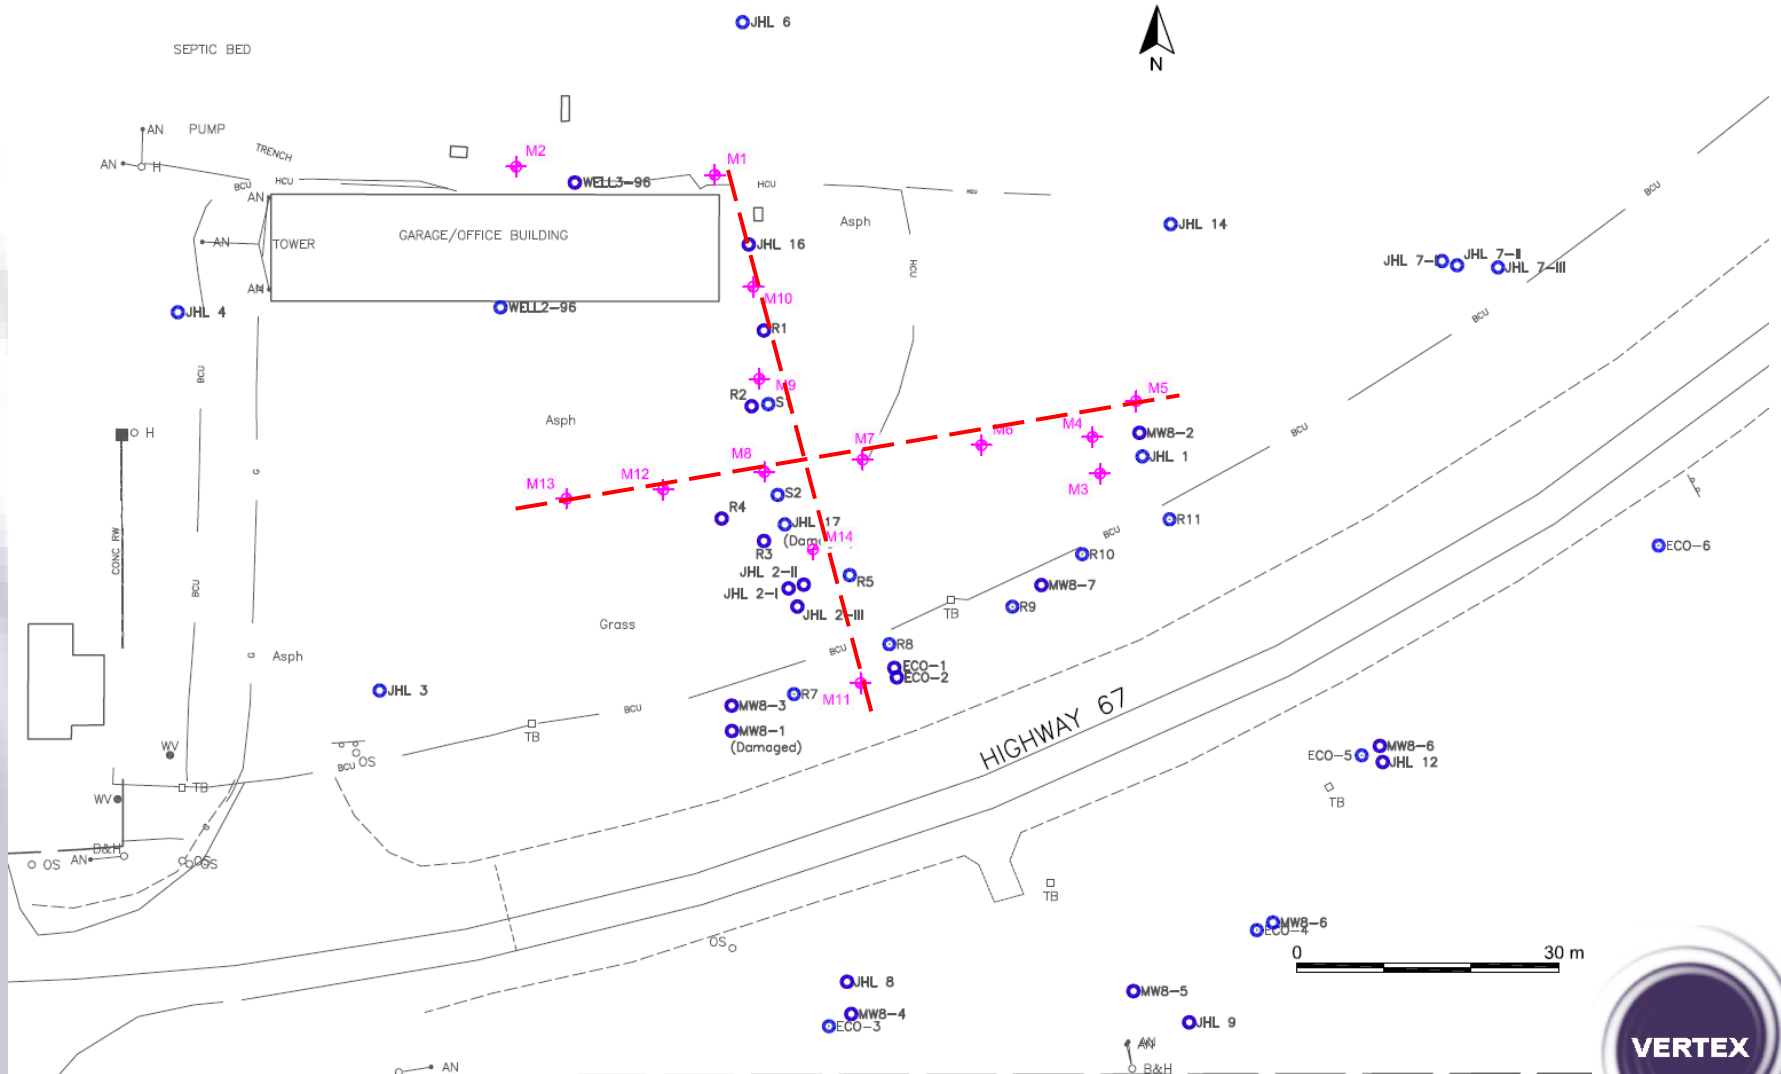 JHL 6
SEPTIC BED
N
AN
PUMP
TRENCH
AN
H
M2
M1
BCU
HCU
WELL3-96
HCU
AN
Asph
JHL 14
BCU
GARAGE/OFFICE BUILDING
AN
TOWER
JHL 16
HCU
JHL 7-I
JHL 7-II
JHL 7-III
AN
M10
JHL 4
WELL2-96
R1
BCU
BCU
M9
R2
M5
Asph
H
MW8-2
M4
M6
M7
BCU
JHL 1
M8
M12
M13
M3
G
S2
R4
JHL 17
R11
M14
R3
BCU
R10
ECO-6
CONC RW
JHL 2-II
R5
JHL 2-I
MW8-7
BCU
R9
JHL 2-III
TB
Grass
R8
BCU
Asph
G
ECO-1
ECO-2
JHL 3
R7
M11
MW8-3
BCU
HIGHWAY 67
MW8-1
(Damaged)
TB
WV
OS
BCU
MW8-6
ECO-5
JHL 12
TB
WV
TB
B&H
OS
AN
OS
GS
TB
MW8-6
ECO-4
OS
0
30 m
JHL 8
MW8-5
MW8-4
JHL 9
ECO-3
AN
VERTEX
AN
B&H